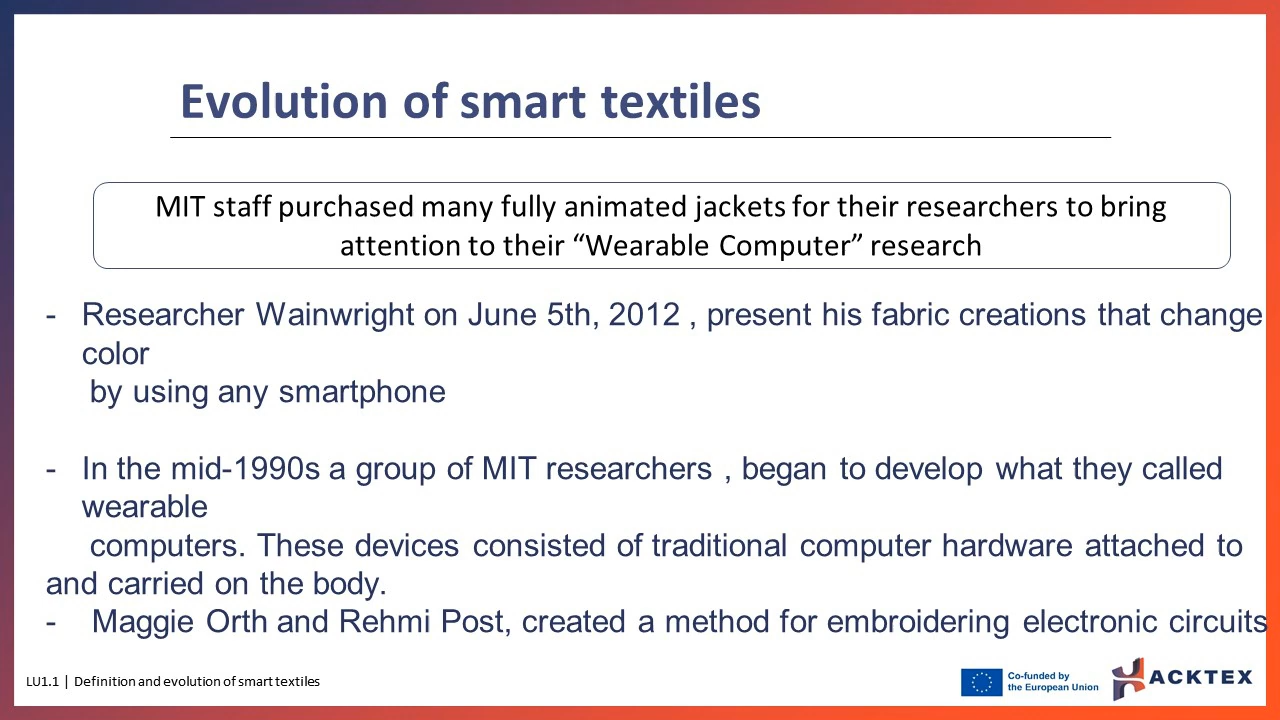 Evolution of smart textiles
MIT staff purchased many fully animated jackets for their researchers to bring
attention to their “Wearable Computer” research
- Researcher Wainwright on June 5th, 2012 , present his fabric creations that change
color
by using any smartphone
- In the mid-1990s a group of MIT researchers , began to develop what they called
wearable
computers. These devices consisted of traditional computer hardware attached to
and carried on the body.
- Maggie Orth and Rehmi Post, created a method for embroidering electronic circuits
LU1.1 | Definition and evolution of smart textiles
Co-funded by
the European Union
HACKTEX